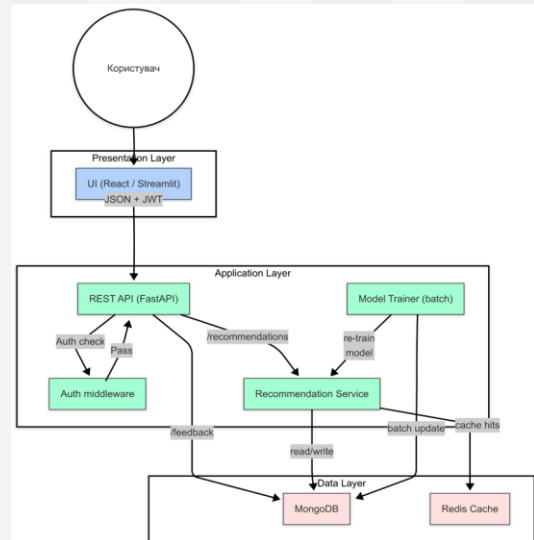 Користувач
Presentation Layer
UI (React / Streamlit)
JSON + JWT
Application Layer
REST API (FastAPI)
Model Trainer (batch)
Auth check
Pass
/recommendations
re-train
model
Auth middleware
Recommendation Service
/feedback
batch update
cache hits
read/write
Data Layer
MongoDB
Redis Cache